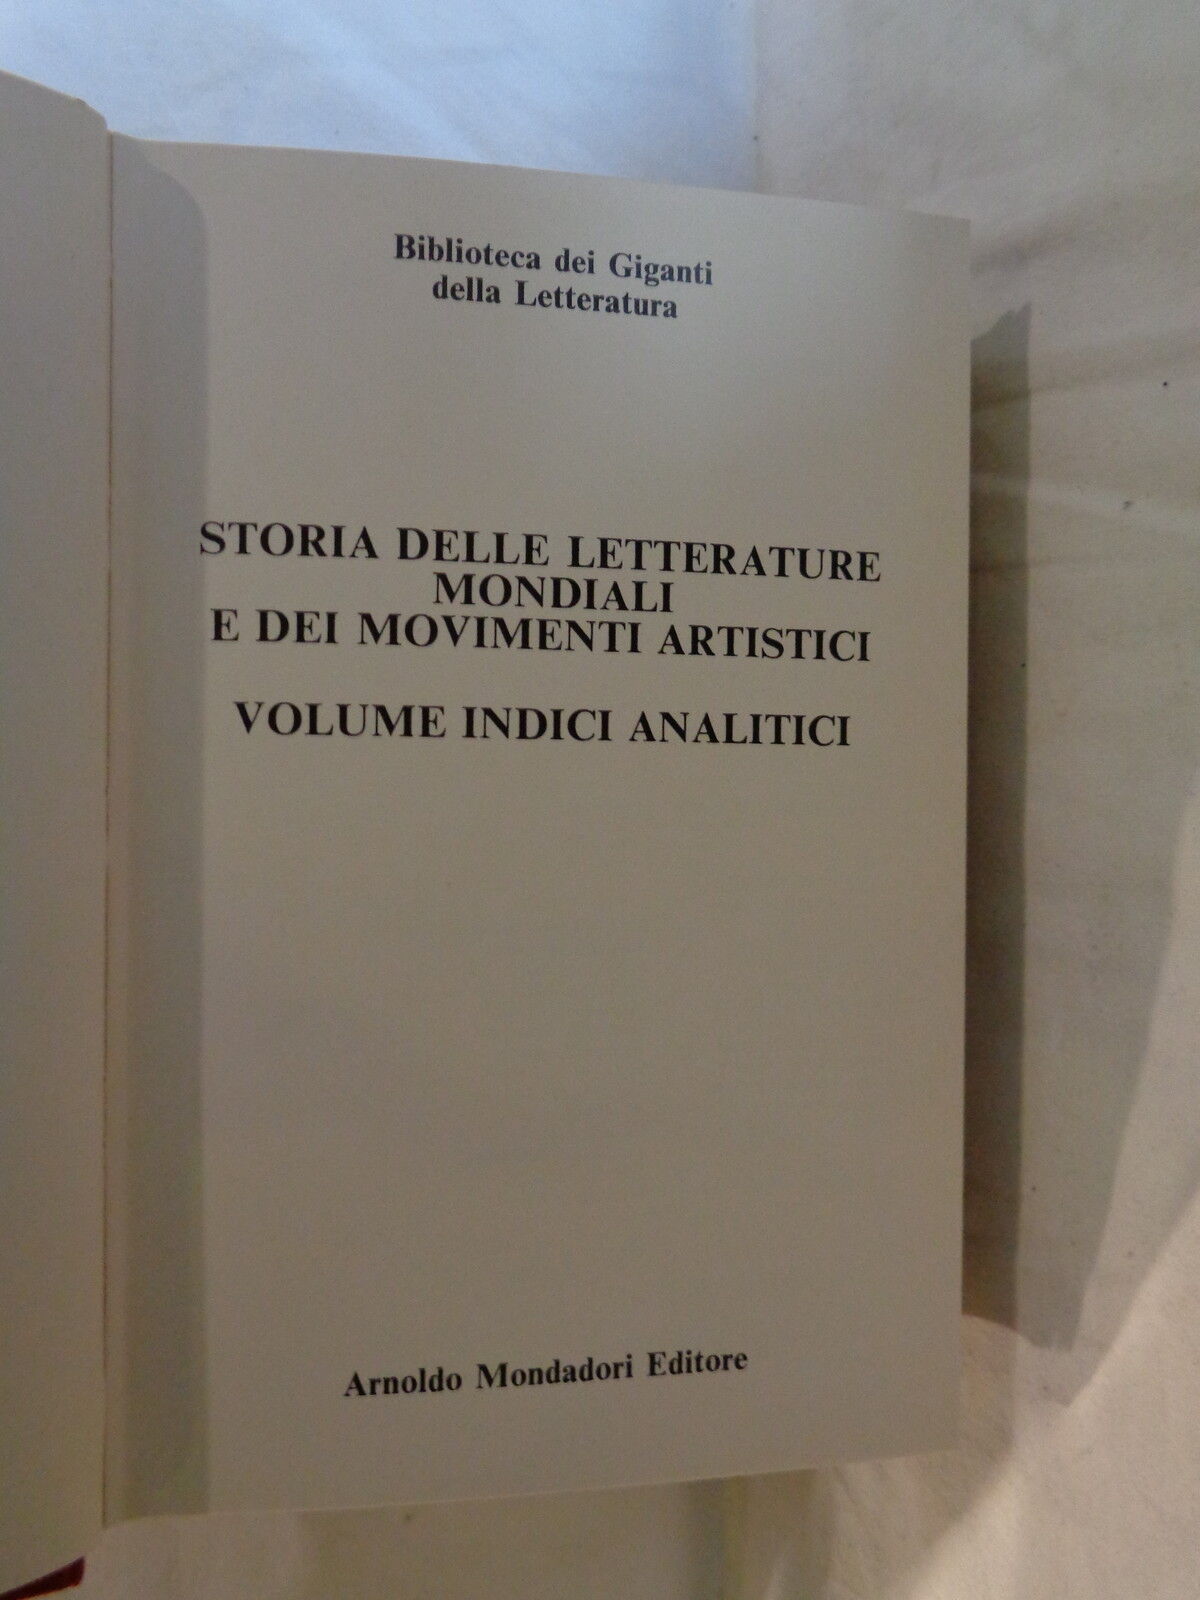 Biblioteca dei Giganti
della Letteratura
STORIA DELLE LETTERATURE
MONDIALI
E DEI MOVIMENTI ARTISTICI
VOLUME INDICI ANALITICI
Arnoldo Mondadori Editore